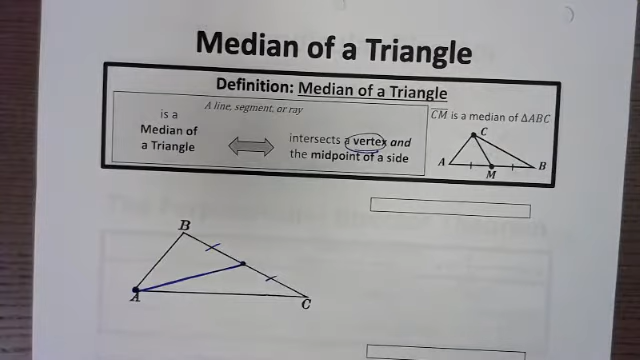 Median of a Triangle
Definition: Median of a Triangle
A line, segment, or ray
is a
Median of
a Triangle
intersects a vertex and
the midpoint of a side
CM is a median of ΔABC
C
A
M
B
B
A
C